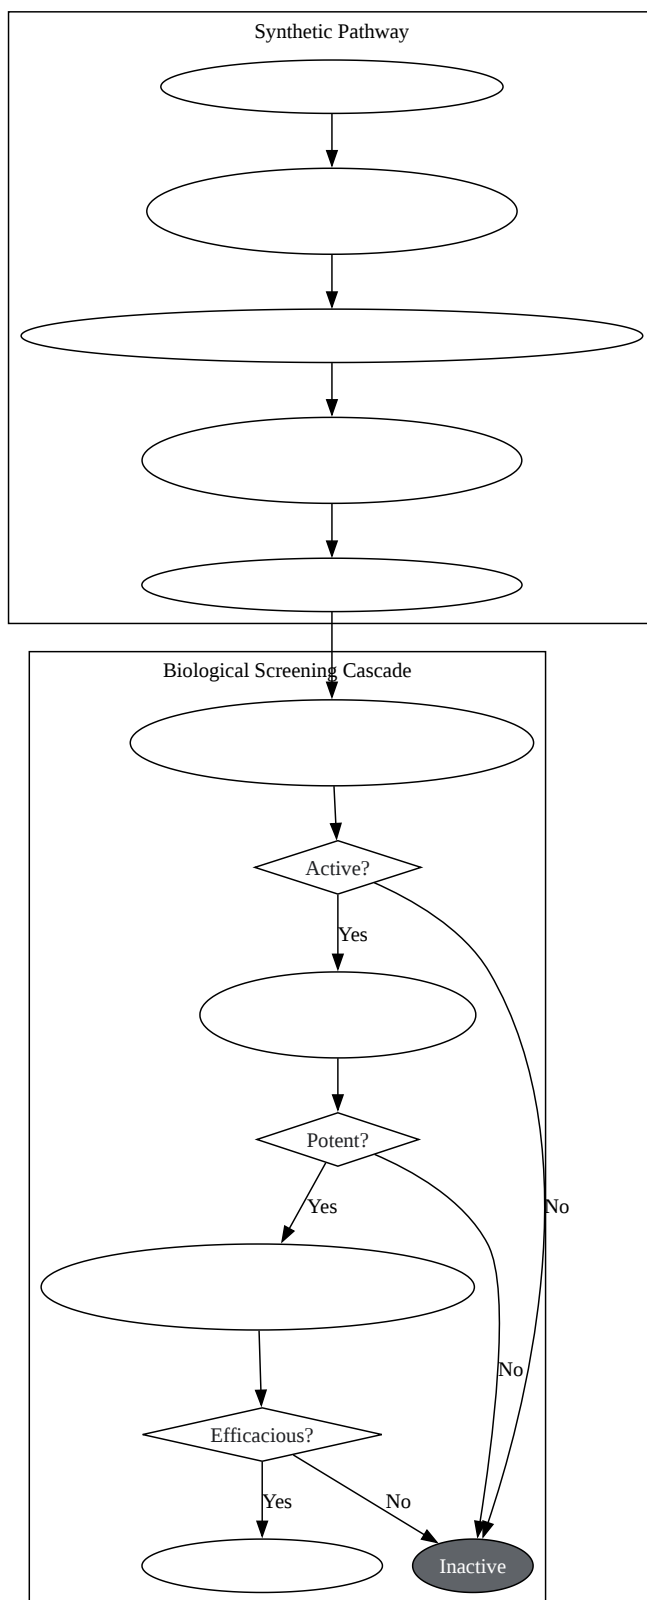 Synthetic Pathway
Biological Screening Cascade
Active?
Yes
Potent?
Yes
No
No
Efficacious?
Yes
No
Inactive